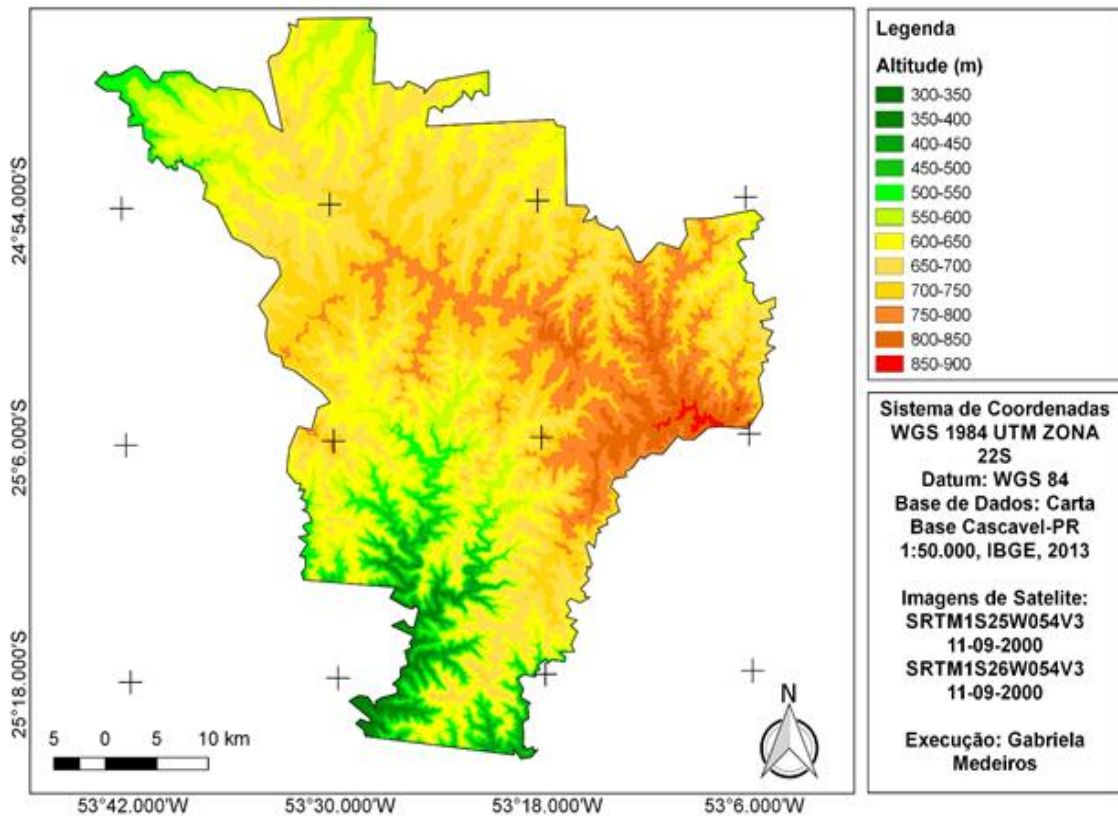 Legenda
Altitude (m)
300-350
350-400
400-450
450-500
500-550
550-600
600-650
650-700
700-750
750-800
800-850
850-900
Sistema de Coordenadas
WGS 1984 UTM ZONA
22S
Datum: WGS 84
Base de Dados: Carta
Base Cascavel-PR
1:50.000, IBGE, 2013
Imagens de Satelite:
SRTM1S25W054V3
11-09-2000
SRTM1S26W054V3
11-09-2000
Execução: Gabriela
Medeiros
24°54.000'S
25°6.000'S
25°18.000'S
N
5 0 5 10 km
53°42.000'W 53°30.000'W 53°18.000'W 53°6.000'W